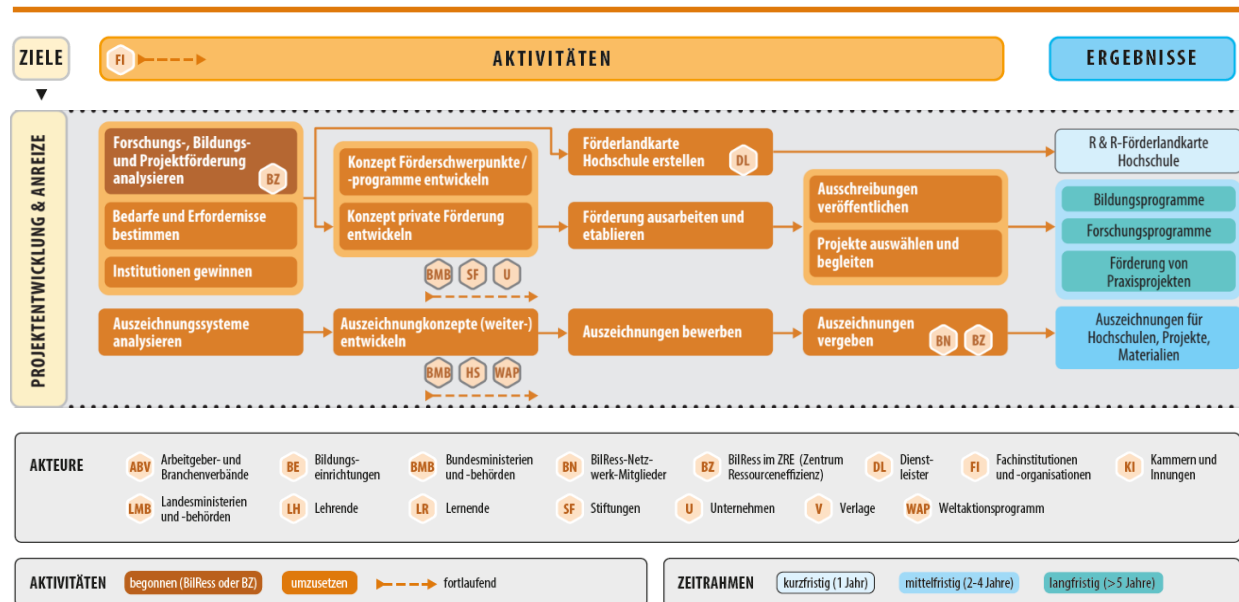 ZIELE
FI
AKTIVITÄTEN
ERGEBNISSE
PROJEKTENTWICKLUNG & ANREIZE
Forschungs-, Bildungs-
und Projektförderung
analysieren
BZ
Bedarfe und Erfordernisse
bestimmen
Institutionen gewinnen
Konzept Förderschwerpunkte /
-programme entwickeln
Konzept private Förderung
entwickeln
BMB SF U
Förderlandkarte
Hochschule erstellen
DL
Förderung ausarbeiten und
etablieren
Ausschreibungen
veröffentlichen
Projekte auswählen und
begleiten
R & R-Förderlandkarte
Hochschule
Bildungsprogramme
Forschungsprogramme
Förderung von
Praxisprojekten
Auszeichnungssysteme
analysieren
Auszeichnungkonzepte (weiter-)
entwickeln
BMB HS WAP
Auszeichnungen bewerben
Auszeichnungen
vergeben
BN BZ
Auszeichnungen für
Hochschulen, Projekte,
Materialien
AKTEURE
ABV Arbeitgeber- und
Branchenverbände
BE Bildungs-
einrichtungen
BMB Bundesministerien
und -behörden
BN BilRess-Netz-
werk-Mitglieder
BZ BilRess im ZRE (Zentrum
Ressourceneffizienz)
DL Dienst-
leister
FI Fachinstitutionen
und -organisationen
KI Kammern und
Innungen
LMB Landesministerien
und -behörden
LH Lehrende
LR Lernende
SF Stiftungen
U Unternehmen
V Verlage
WAP Weltaktionsprogramm
AKTIVITÄTEN
begonnen (BilRess oder BZ)
umzusetzen
fortlaufend
ZEITRAHMEN
kurzfristig (1 Jahr)
mittelfristig (2-4 Jahre)
langfristig (>5 Jahre)